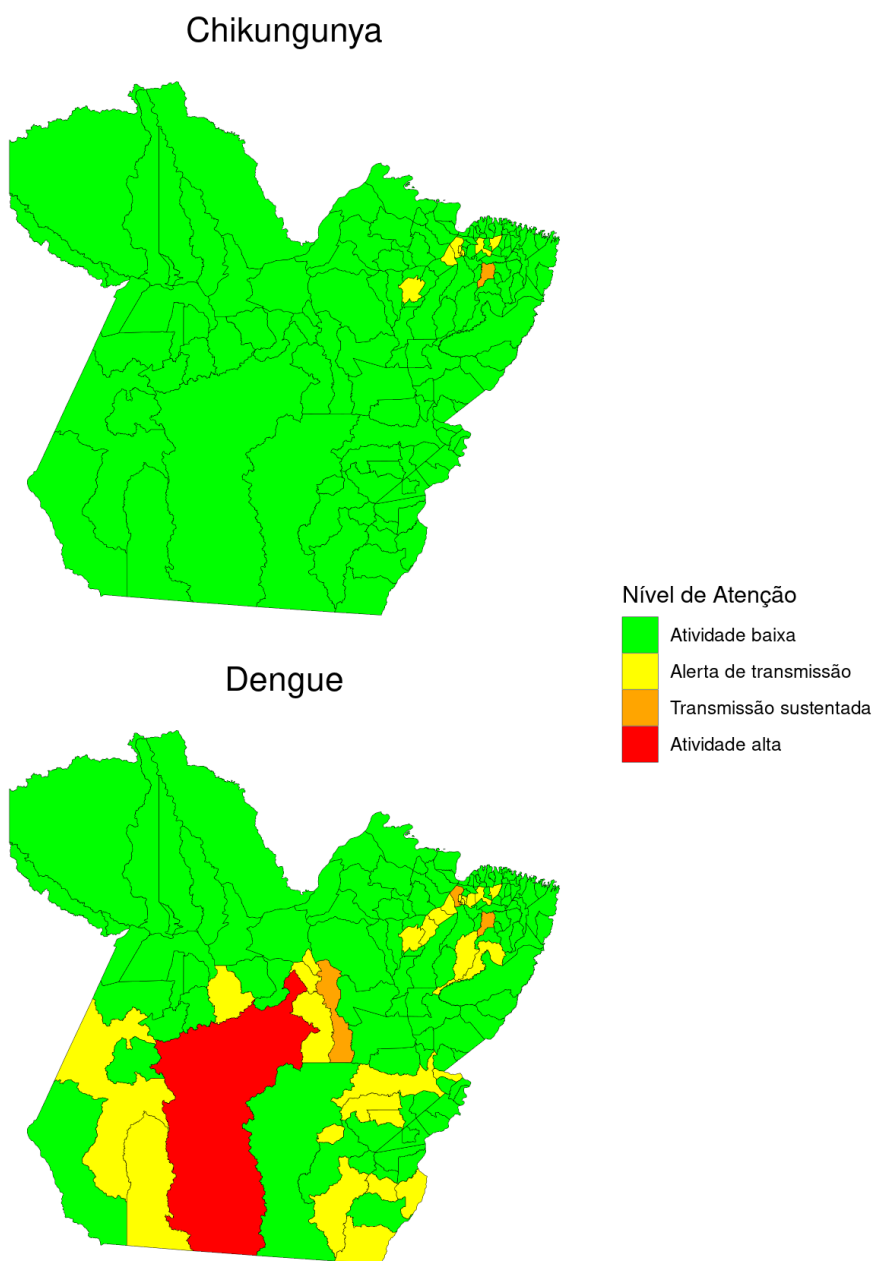 Chikungunya
Nível de Atenção
Atividade baixa
Alerta de transmissão
Transmissão sustentada
Atividade alta
Dengue